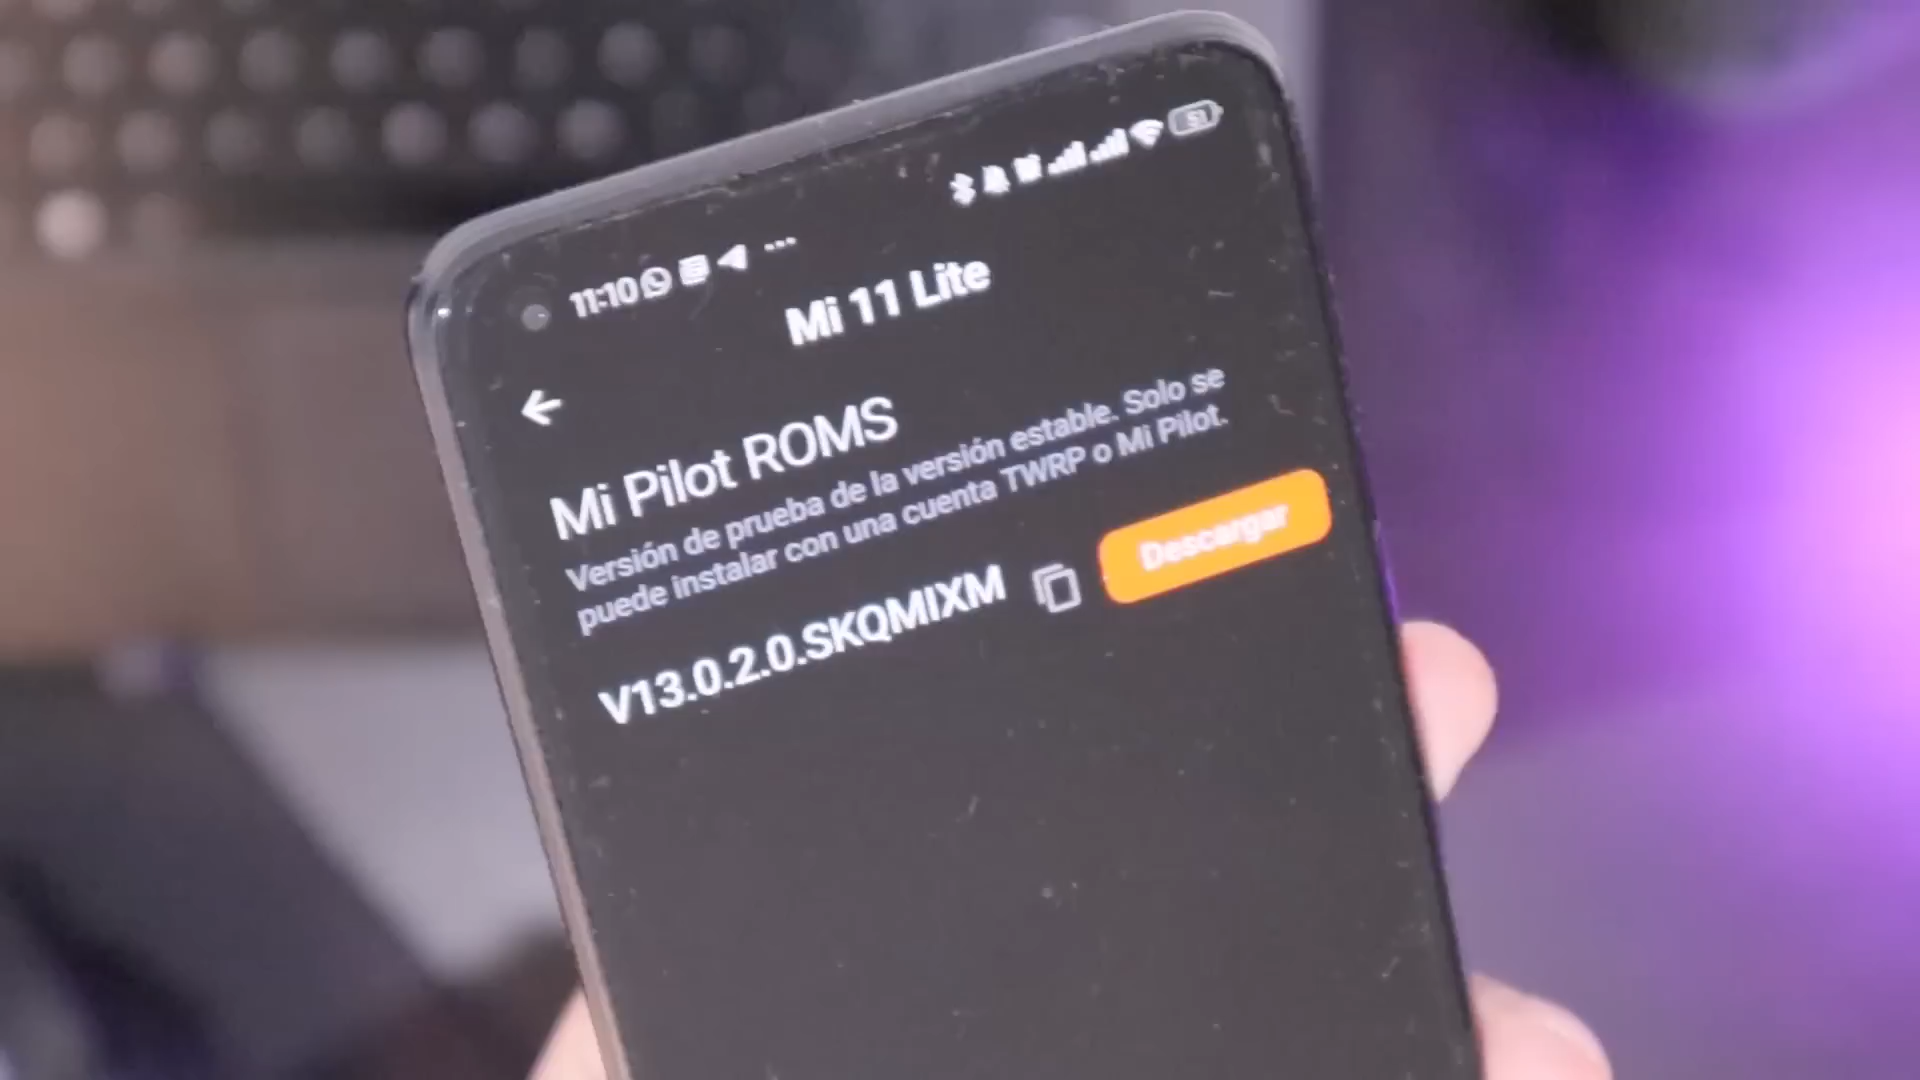 11:10
51
Mi 11 Lite
Mi Pilot ROMS
Versión de prueba de la versión estable. Solo se
puede instalar con una cuenta TWRP o Mi Pilot.
V13.0.2.0.SKQMIXM
Descargar